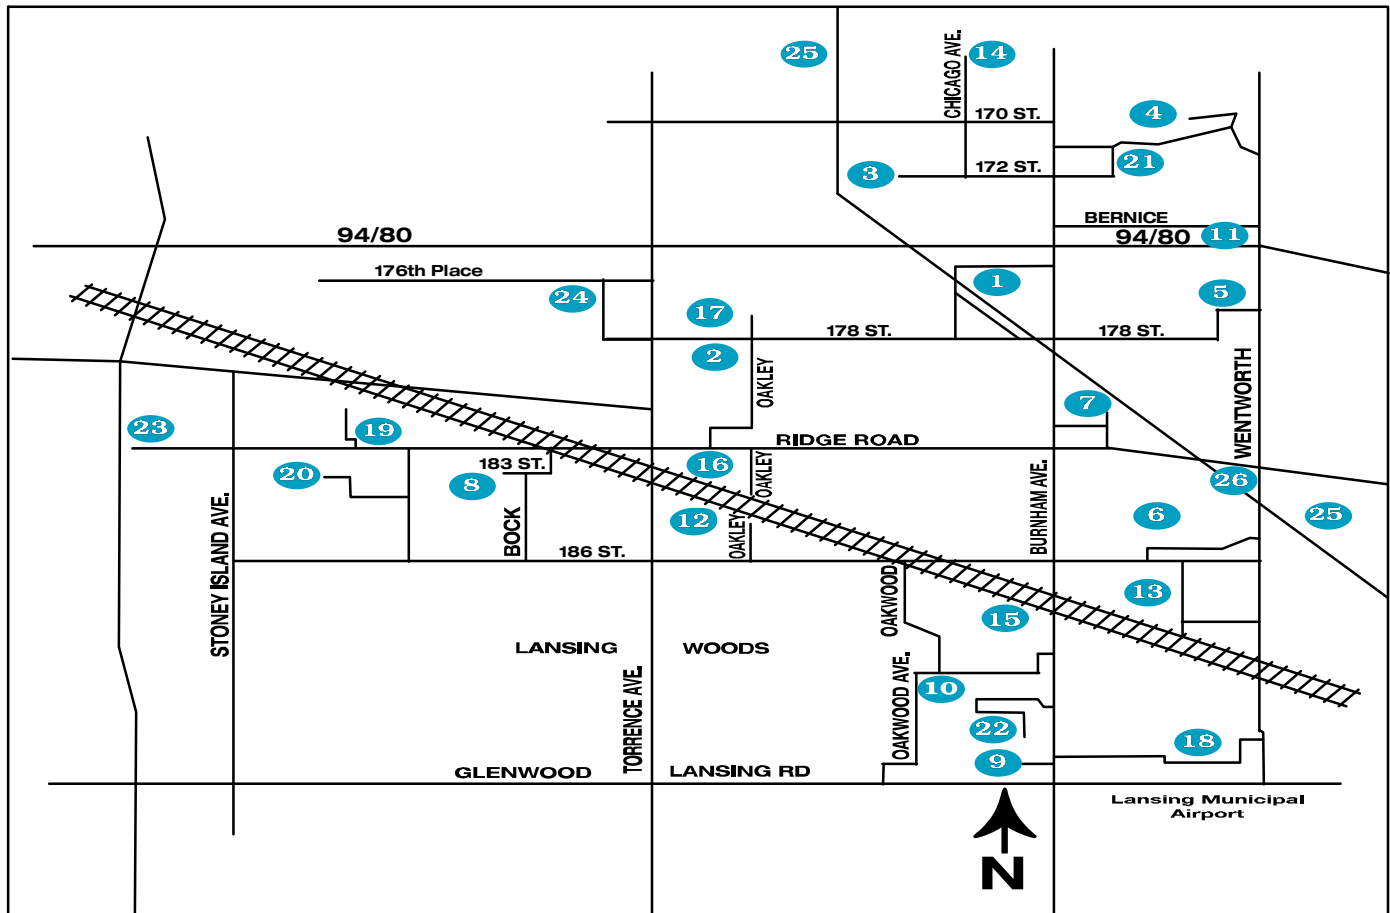 25
CHICAGO AVE.
14
170 ST.
4
3
172 ST.
21
BERNICE
94/80
94/80
11
176th Place
1
24
17
5
178 ST.
178 ST.
2
OAKLEY
WENTWORTH
7
23
19
RIDGE ROAD
20
183 ST.
8
16
OAKLEY
26
STONEY ISLAND AVE.
BOCK
12
OAKLEY
BURNHAM AVE.
6
25
186 ST.
OAKWOOD
13
15
LANSING WOODS
TORRENCE AVE.
OAKWOOD AVE.
10
22
18
9
GLENWOOD LANSING RD
Lansing Municipal
Airport
N